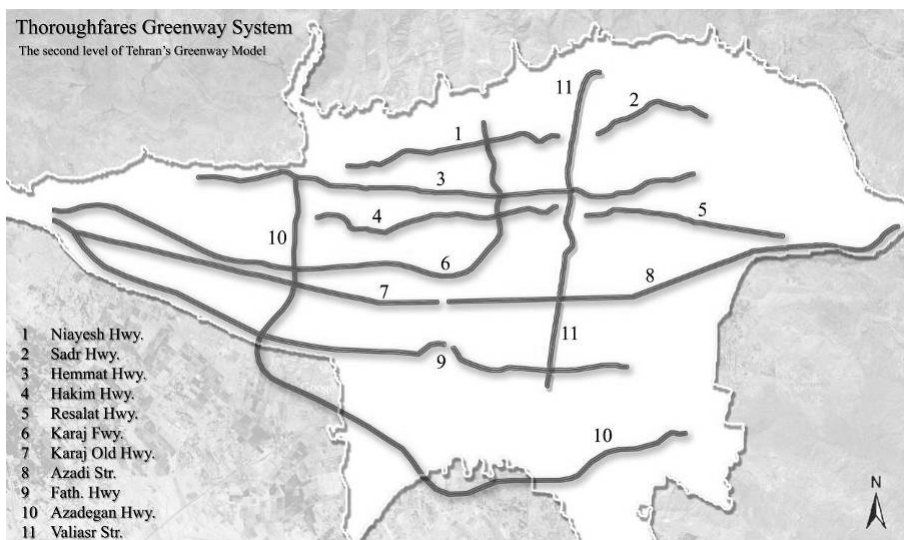 Thoroughfares Greenway System
The second level of Tehran's Greenway Model
11
2
1
3
4
5
10
6
8
7
11
9
10
1 Niayesh Hwy.
2 Sadr Hwy.
3 Hemmat Hwy.
4 Hakim Hwy.
5 Resalat Hwy.
6 Karaj Fwy.
7 Karaj Old Hwy.
8 Azadi Str.
9 Fath. Hwy
10 Azadegan Hwy.
11 Valiasr Str.
N